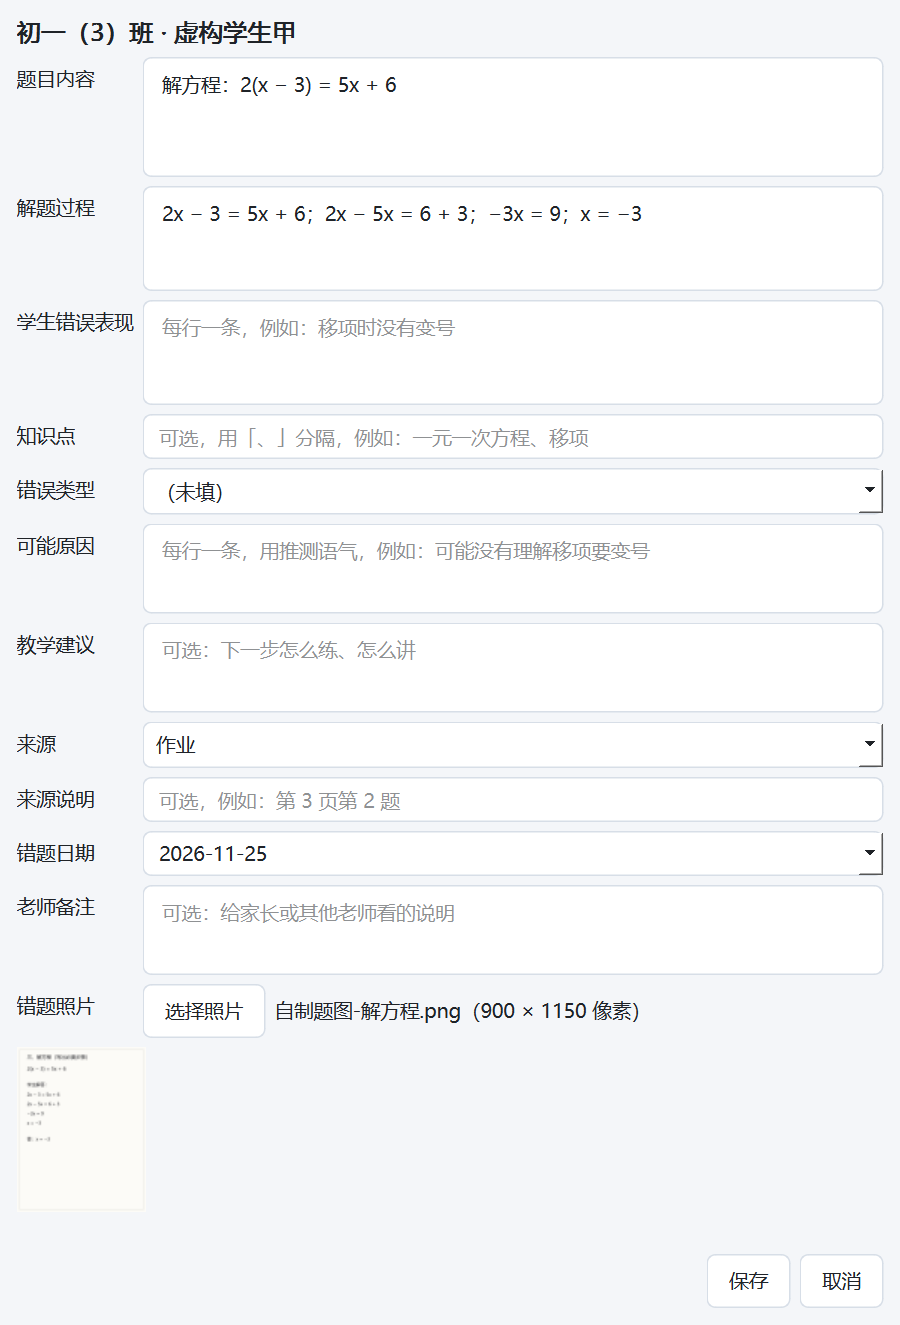 初一（3）班 · 虚构学生甲
题目内容
解方程：2(x − 3) = 5x + 6
解题过程
2x − 3 = 5x + 6；2x − 5x = 6 + 3；−3x = 9；x = −3
学生错误表现
每行一条，例如：移项时没有变号
知识点
可选，用「、」分隔，例如：一元一次方程、移项
错误类型
（未填）
可能原因
每行一条，用推测语气，例如：可能没有理解移项要变号
教学建议
可选：下一步怎么练、怎么讲
来源
作业
来源说明
可选，例如：第 3 页第 2 题
错题日期
2026-11-25
老师备注
可选：给家长或其他老师看的说明
错题照片
选择照片
自制题图-解方程.png（900 × 1150 像素）
保存
取消